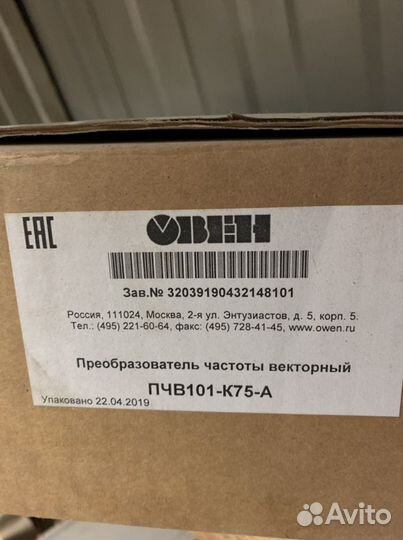 ЕАС
ОВЕН
Зав.№ 32039190432148101
Россия, 111024, Москва, 2-я ул. Энтузиастов, д. 5, корп. 5.
Тел.: (495) 221-60-64, факс: (495) 728-41-45, www.owen.ru
Преобразователь частоты векторный
ПЧВ101-К75-А
Упаковано 22.04.2019
Avito